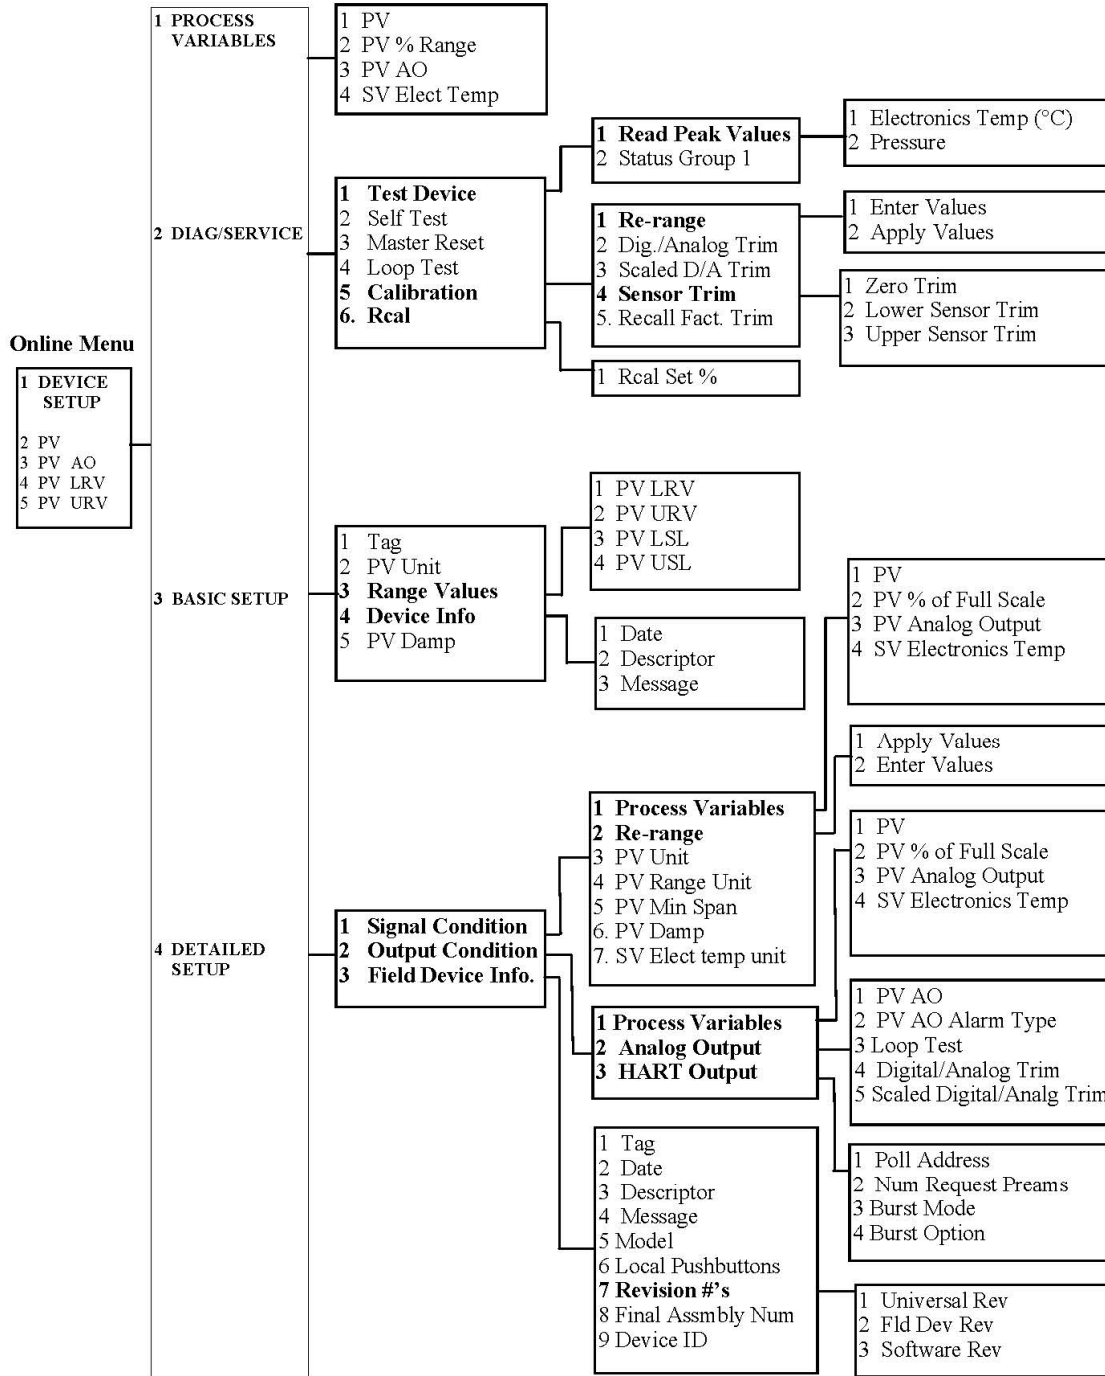 Online Menu
1 DEVICE
SETUP
2 PV
3 PV AO
4 PV LRV
5 PV URV
1 PROCESS
VARIABLES
2 DIAG/SERVICE
3 BASIC SETUP
4 DETAILED
SETUP
1 PV
2 PV % Range
3 PV AO
4 SV Elect Temp
1 Test Device
2 Self Test
3 Master Reset
4 Loop Test
5 Calibration
6. Rcal
1 Read Peak Values
2 Status Group 1
1 Electronics Temp (°C)
2 Pressure
1 Re-range
2 Dig./Analog Trim
3 Scaled D/A Trim
4 Sensor Trim
5. Recall Fact. Trim
1 Enter Values
2 Apply Values
1 Zero Trim
2 Lower Sensor Trim
3 Upper Sensor Trim
1 Rcal Set %
1 Tag
2 PV Unit
3 Range Values
4 Device Info
5 PV Damp
1 PV LRV
2 PV URV
3 PV LSL
4 PV USL
1 Date
2 Descriptor
3 Message
1 Signal Condition
2 Output Condition
3 Field Device Info.
1 Process Variables
2 Re-range
3 PV Unit
4 PV Range Unit
5 PV Min Span
6. PV Damp
7. SV Elect temp unit
1 PV
2 PV % of Full Scale
3 PV Analog Output
4 SV Electronics Temp
1 Apply Values
2 Enter Values
1 Process Variables
2 Analog Output
3 HART Output
1 PV
2 PV % of Full Scale
3 PV Analog Output
4 SV Electronics Temp
1 PV AO
2 PV AO Alarm Type
3 Loop Test
4 Digital/Analog Trim
5 Scaled Digital/Analg Trim
1 Poll Address
2 Num Request Preams
3 Burst Mode
4 Burst Option
1 Tag
2 Date
3 Descriptor
4 Message
5 Model
6 Local Pushbuttons
7 Revision #'s
8 Final Assmbly Num
9 Device ID
1 Universal Rev
2 Fld Dev Rev
3 Software Rev